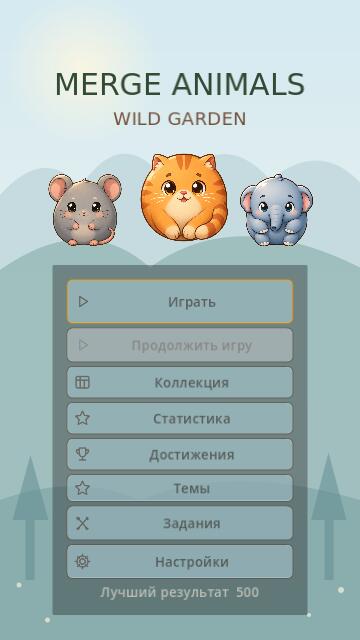 MERGE ANIMALS
WILD GARDEN
Играть
Продолжить игру
Коллекция
Статистика
Достижения
Темы
Задания
Настройки
Лучший результат 500